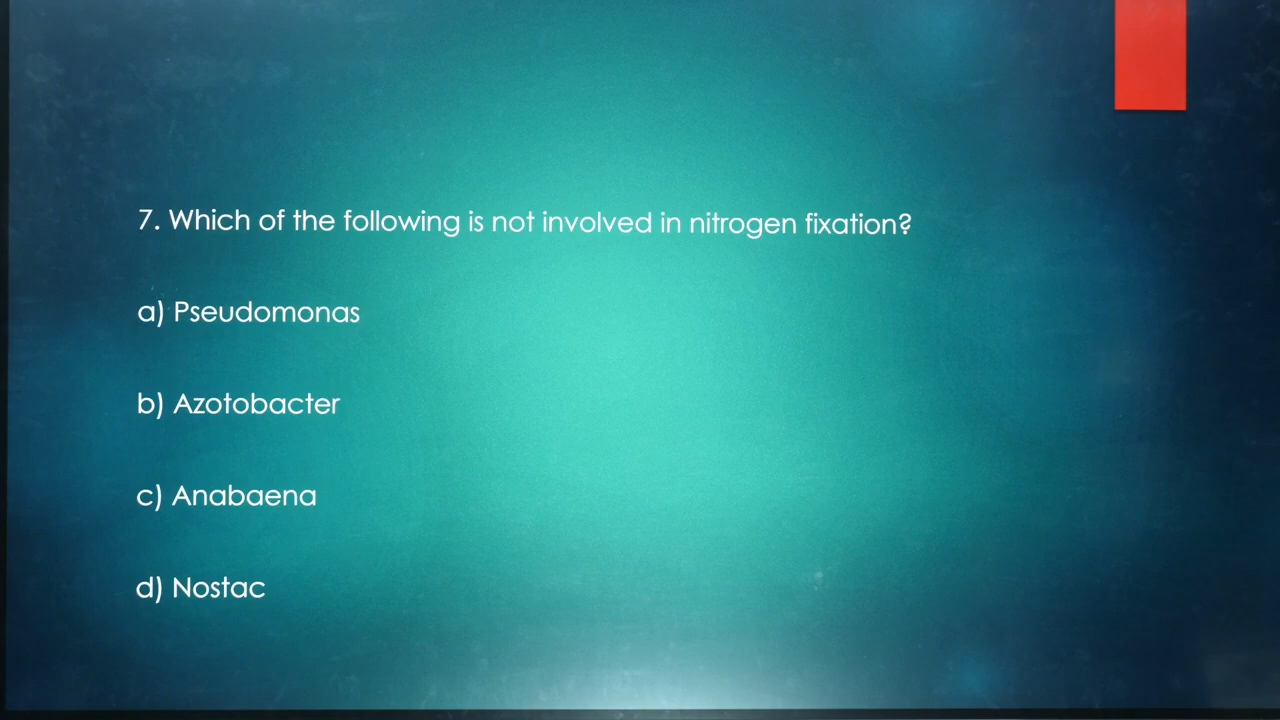 7. Which of the following is not involved in nitrogen fixation?
a) Pseudomonas
b) Azotobacter
c) Anabaena
d) Nostac